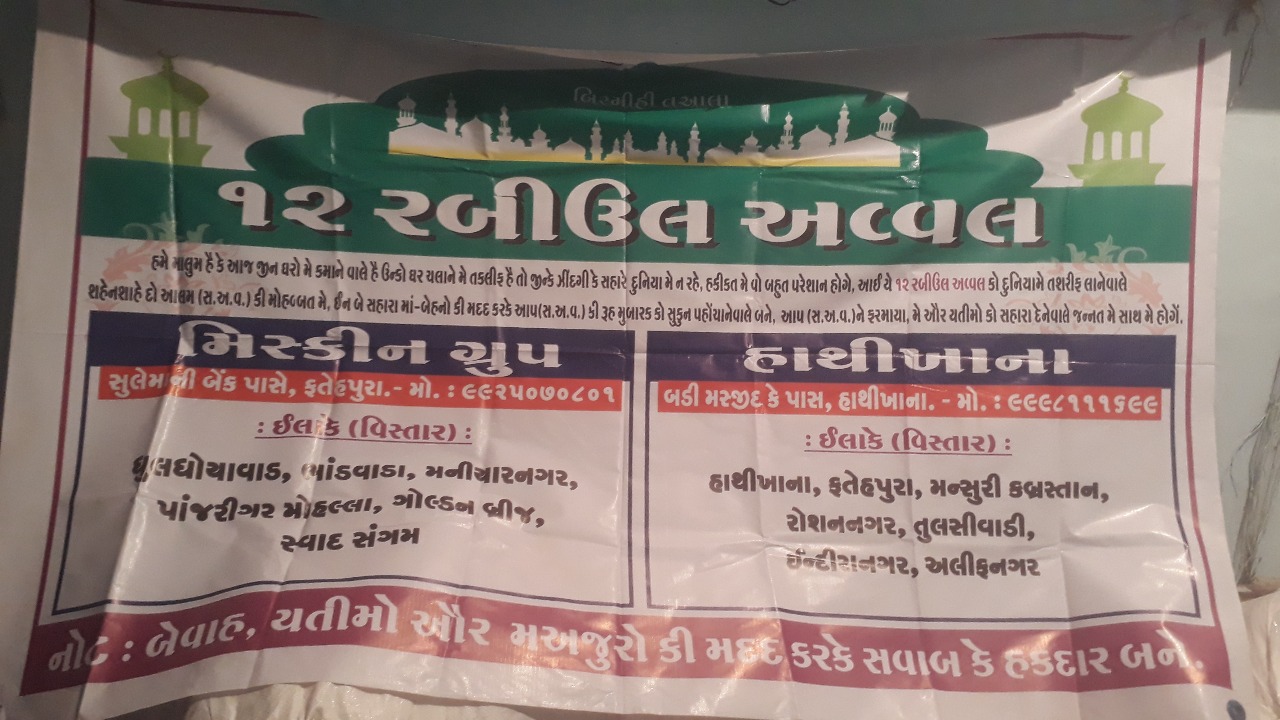 બિસ્મીહી તઆલા
૧૨ રબીઉલ અવ્વલ
હમે માલુમ હૈ કે આજ જીન ઘરો મે કમાને વાલે હૈ ઉન્કો ઘર ચલાને મે તકલીફ હૈ તો જીન્કે ઝીંદગી કે સહારે દુનિયા મે ન રહે, હકીકત મે વો બહુત પરેશાન હોગે, આઈ યે ૧૨ રબીઉલ અવ્વલ કો દુનિયામે તશરીફ લાનેવાલે
શહેનશાહે દો આલમ (સ.અ.વ.) કી મોહબ્બત મે, ઈન બે સહારા માં-બેહનો કી મદદ કરકે આપ(સ.અ.વ.) કી રૂહ મુબારક કો સુકુન પહોંચાનેવાલે બને, આપ (સ.અ.વ.)ને ફરમાયા, મે ઔર યતીમો કો સહારા દેનેવાલે જન્નત મે સાથ મે હોગેં.
મિસ્કીન ગ્રુપ
સુલેમાની બેંક પાસે, ફતેહપુરા.- મો. : ૯૯૨૫૦૭૦૮૦૧
: ઈલાકે (વિસ્તાર) :
ધૂલધોયાવાડ, ભાંડવાડા, મનીયારનગર,
પાંજરીગર મોહલ્લા, ગોલ્ડન બ્રીજ,
સ્વાદ સંગમ
હાથીખાના
બડી મસ્જીદ કે પાસ, હાથીખાના. - મો. : ૯૯૯૮૧૧૧૬૯૯
: ઈલાકે (વિસ્તાર) :
હાથીખાના, ફતેહપુરા, મન્સુરી કબ્રસ્તાન,
રોશનનગર, તુલસીવાડી,
ઈન્દીરાનગર, અલીફનગર
નોટ : બેવાહ, યતીમો ઔર મઅજુરો કી મદદ કરકે સવાબ કે હકદાર બને.